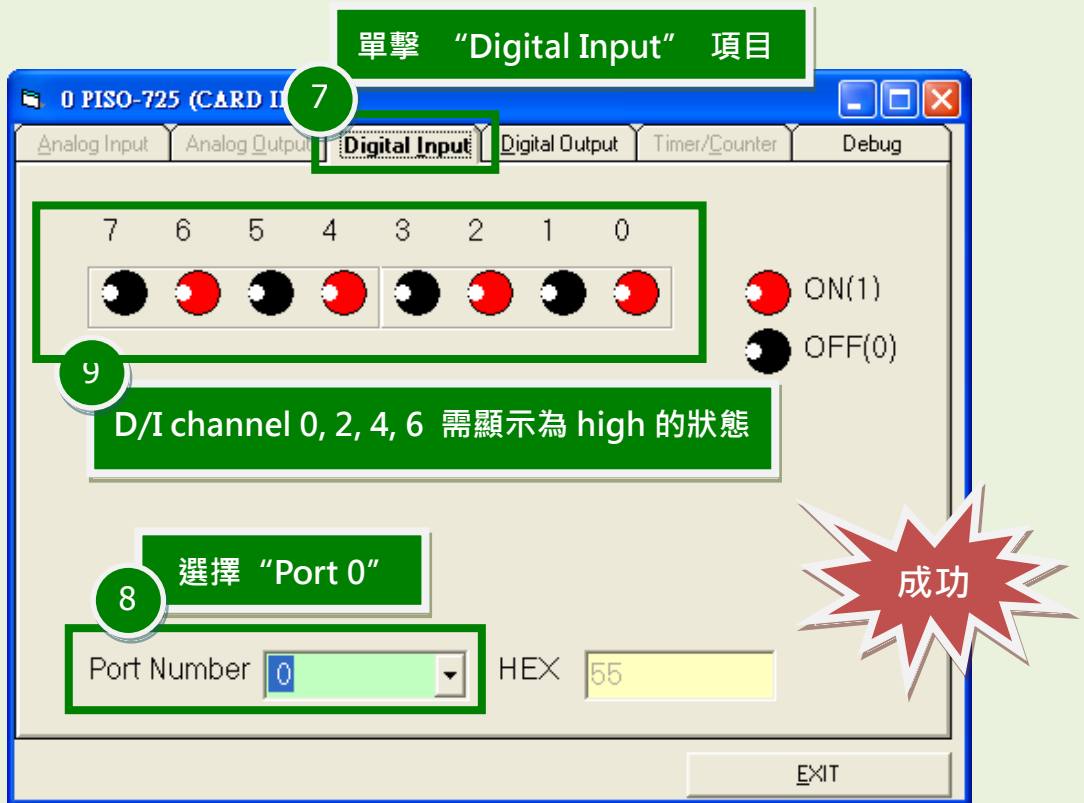 單擊 “Digital Input” 項目
0 PISO-725 (CARD I
7
Analog Input Analog Output Digital Input Digital Output Timer/Counter Debug
7 6 5 4 3 2 1 0
ON(1)
OFF(0)
9
D/I channel 0, 2, 4, 6 需顯示為 high 的狀態
選擇 “Port 0”
8
成功
Port Number 0 HEX 55
EXIT